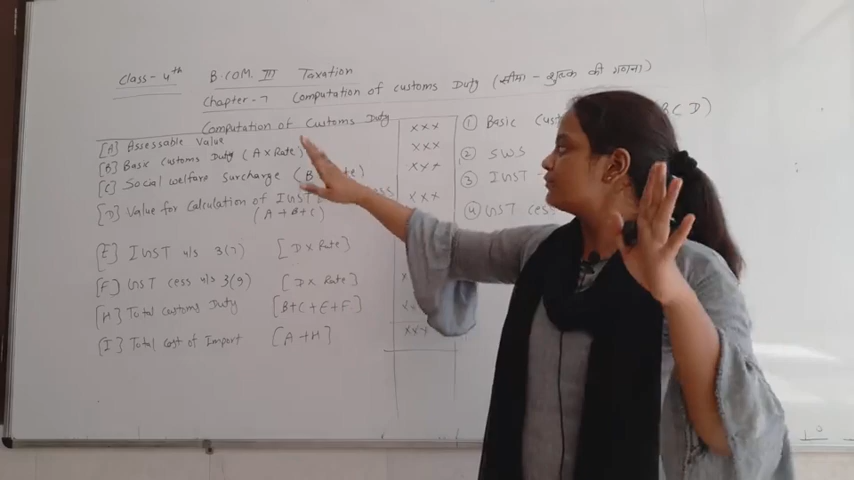 Class - 4th B.COM. III Taxation
Chapter - 7 Computation of customs Duty (सीमा - शुल्क की गणना)
Computation of Customs Duty
[A] Assessable Value xxx
[B] Basic Customs Duty (A x Rate) xxx
[C] Social welfare Surcharge (B xxx
[D] Value for Calculation of IGST xxx
(A + B + C)
[E] IGST u/s 3(7) [D x Rate]
[F] GST cess u/s 3(9) [D x Rate]
[H] Total Customs Duty [B+C+E+F]
[I] Total Cost of Import [A + H] xxx
① Basic CD)
② SWS
③ IGST
④ GST cess